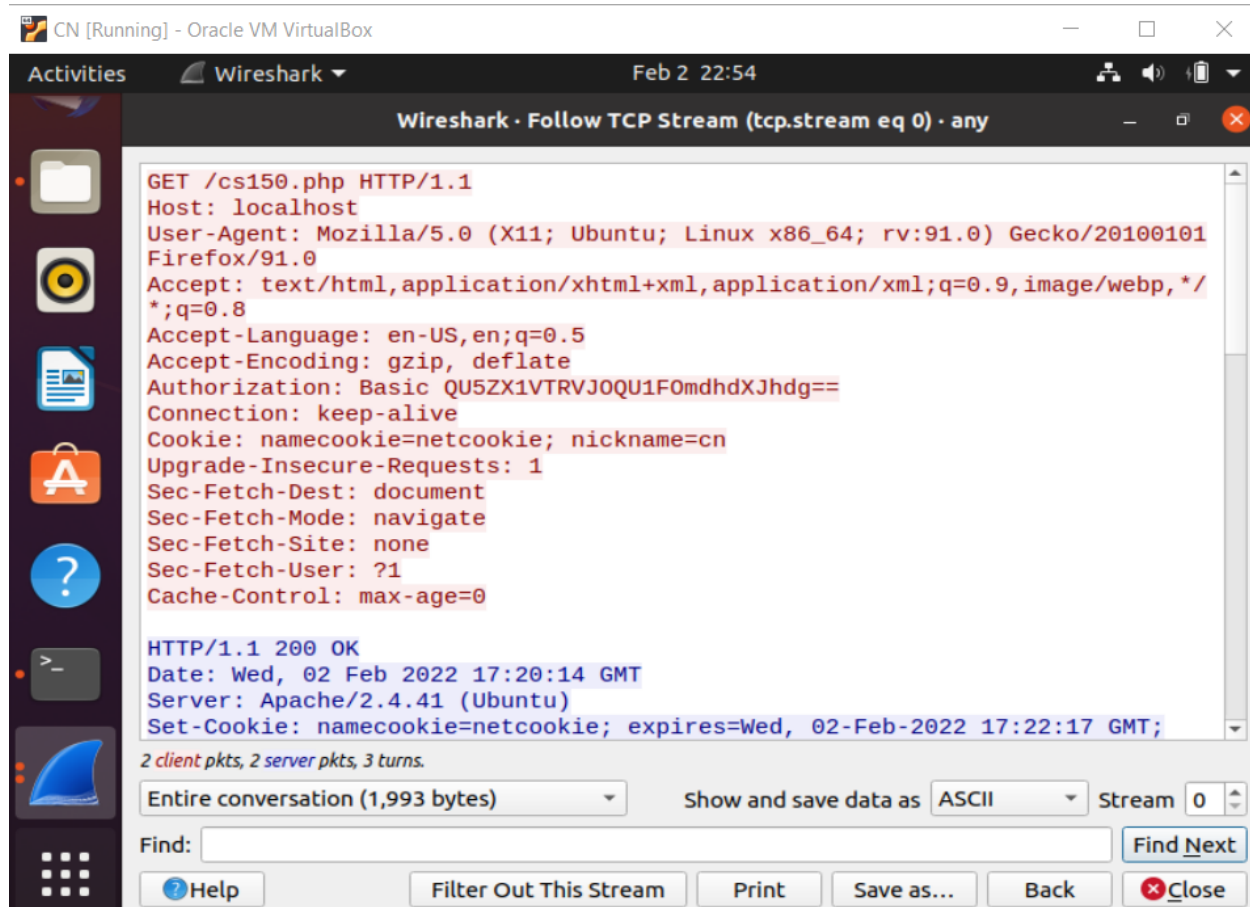 CN [Running] - Oracle VM VirtualBox
Activities Wireshark Feb 2 22:54
Wireshark · Follow TCP Stream (tcp.stream eq 0) · any
GET /cs150.php HTTP/1.1
Host: localhost
User-Agent: Mozilla/5.0 (X11; Ubuntu; Linux x86_64; rv:91.0) Gecko/20100101
Firefox/91.0
Accept: text/html,application/xhtml+xml,application/xml;q=0.9,image/webp,*/
*;q=0.8
Accept-Language: en-US,en;q=0.5
Accept-Encoding: gzip, deflate
Authorization: Basic QU5ZX1VTRVJOQU1FOmdhdXJhdg==
Connection: keep-alive
Cookie: namecookie=netcookie; nickname=cn
Upgrade-Insecure-Requests: 1
Sec-Fetch-Dest: document
Sec-Fetch-Mode: navigate
Sec-Fetch-Site: none
Sec-Fetch-User: ?1
Cache-Control: max-age=0
HTTP/1.1 200 OK
Date: Wed, 02 Feb 2022 17:20:14 GMT
Server: Apache/2.4.41 (Ubuntu)
Set-Cookie: namecookie=netcookie; expires=Wed, 02-Feb-2022 17:22:17 GMT;
2 client pkts, 2 server pkts, 3 turns.
Entire conversation (1,993 bytes) Show and save data as ASCII Stream 0
Find: Find Next
Help Filter Out This Stream Print Save as... Back Close